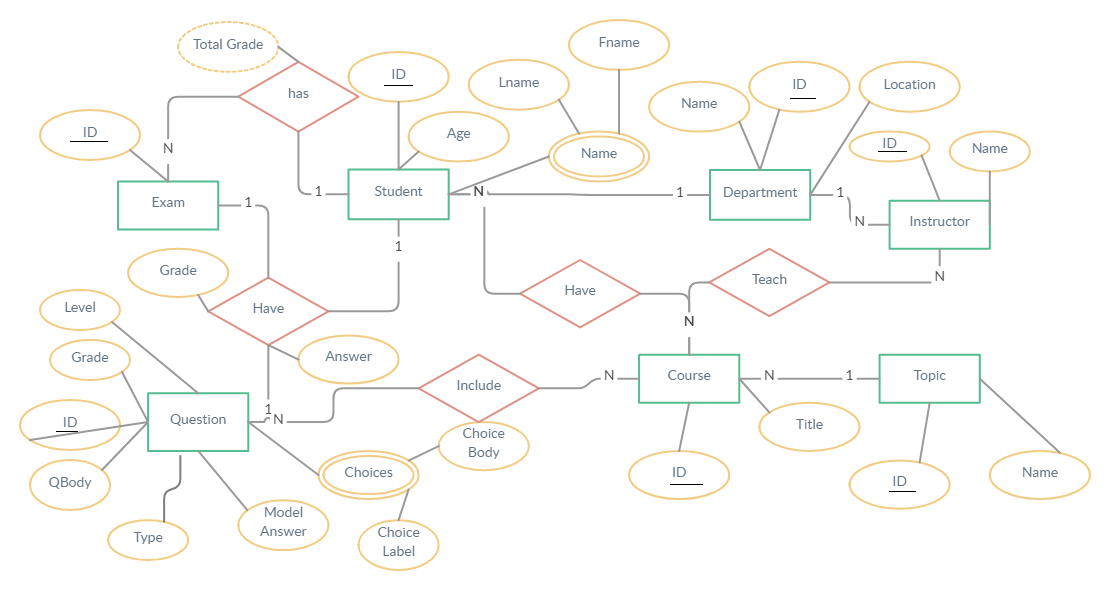 Total Grade
Fname
ID
has
Lname
Name
ID
Location
ID
Age
N
Name
ID
Name
Exam
1
1
Student
N
1
Department
1
N
Instructor
1
Grade
Have
Have
Teach
N
Level
N
Grade
Answer
Include
N
Course
N
1
Topic
ID
Question
1
N
Title
Choice
Body
QBody
Choices
ID
ID
Name
Type
Model
Answer
Choice
Label